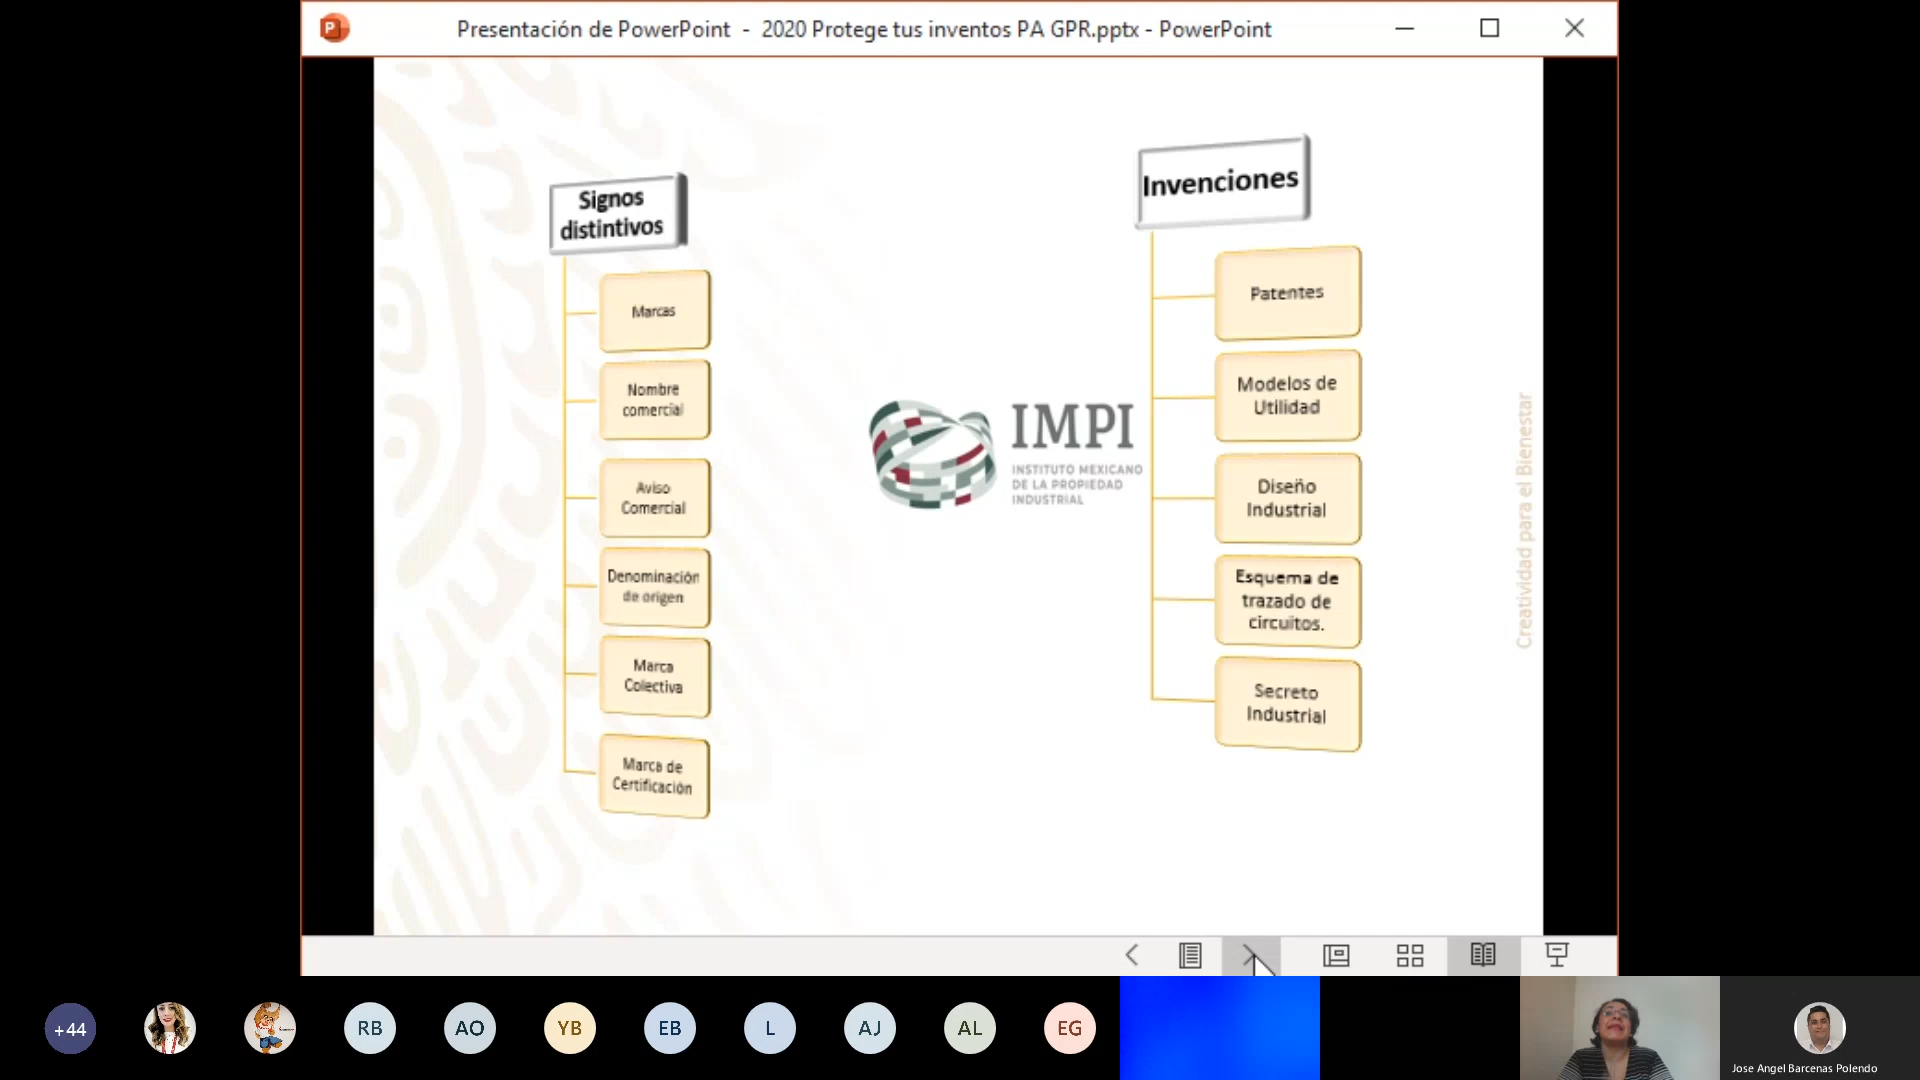 Presentación de PowerPoint - 2020 Protege tus inventos PA GPR.pptx - PowerPoint
Signos
distintivos
Marcas
Nombre
comercial
Aviso
Comercial
Denominación
de origen
Marca
Colectiva
Marca de
Certificación
IMPI
INSTITUTO MEXICANO
DE LA PROPIEDAD
INDUSTRIAL
Invenciones
Patentes
Modelos de
Utilidad
Diseño
Industrial
Esquema de
trazado de
circuitos.
Secreto
Industrial
Creatividad para el Bienestar
+44
RB
AO
YB
EB
L
AJ
AL
EG
Jose Angel Barcenas Polendo